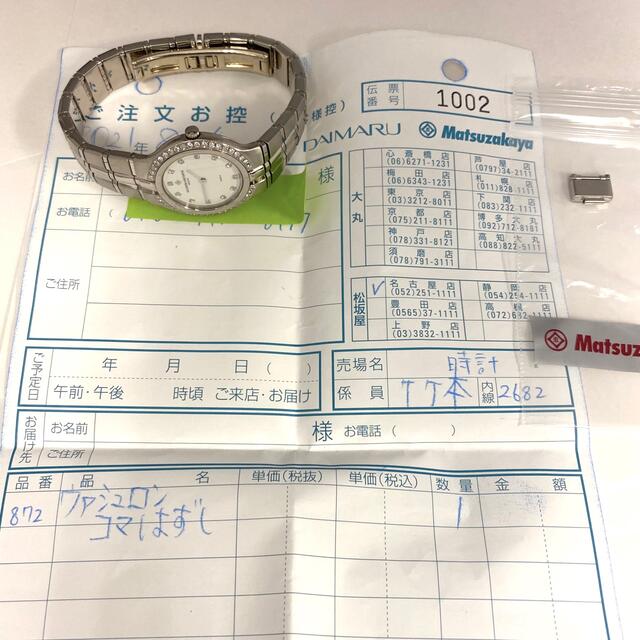 ご注文お控 (
様控)
伝票番号 1002
2021年
DAIMARU Matsuzakaya
お名前 様
お電話
ご住所
大丸
心斎橋店 (06)6271-1231
芦屋店 (0797)34-2111
梅田店 (06)6343-1231
札幌店 (011)828-1111
東京店 (03)3212-8011
下関店 (083)232-1111
京都店 (075)211-8111
博多大丸 (092)712-8181
神戸店 (078)331-8121
高知大丸 (088)822-5111
須磨店 (078)791-3111
松坂屋
✓ 名古屋店 (052)251-1111
静岡店 (054)254-1111
豊田店 (0565)37-1111
高槻店
上野店 (03)3832-1111
Matsuz
ご予定日 年 月 日 ( )
午前・午後 時頃 ご来店・お届け
売場名 時計
係員 竹本 内線 2682
お届け先 お名前 様 お電話 ( )
ご住所
品番 品名 単価(税抜) 単価(税込) 数量 金額
872 ヴァシュロン 1
コマはずし